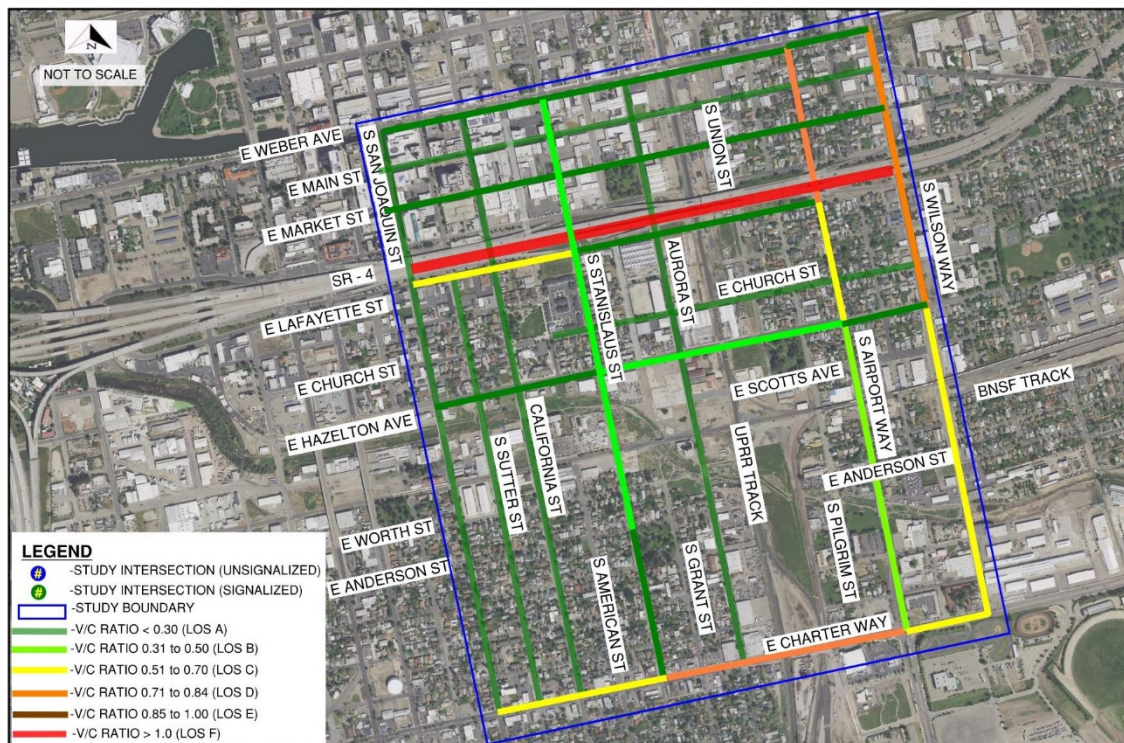 N
NOT TO SCALE
E WEBER AVE
E MAIN ST
E MARKET ST
S SAN JOAQUIN ST
S UNION ST
SR - 4
E LAFAYETTE ST
S STANISLAUS ST
AURORA ST
E CHURCH ST
S WILSON WAY
E CHURCH ST
E HAZELTON AVE
E SCOTTS AVE
S AIRPORT WAY
BNSF TRACK
S SUTTER ST
CALIFORNIA ST
UPRR TRACK
E ANDERSON ST
E WORTH ST
E ANDERSON ST
S AMERICAN ST
S GRANT ST
S PILGRIM ST
E CHARTER WAY
LEGEND
# -STUDY INTERSECTION (UNSIGNALIZED)
# -STUDY INTERSECTION (SIGNALIZED)
-STUDY BOUNDARY
-V/C RATIO < 0.30 (LOS A)
-V/C RATIO 0.31 to 0.50 (LOS B)
-V/C RATIO 0.51 to 0.70 (LOS C)
-V/C RATIO 0.71 to 0.84 (LOS D)
-V/C RATIO 0.85 to 1.00 (LOS E)
-V/C RATIO > 1.0 (LOS F)